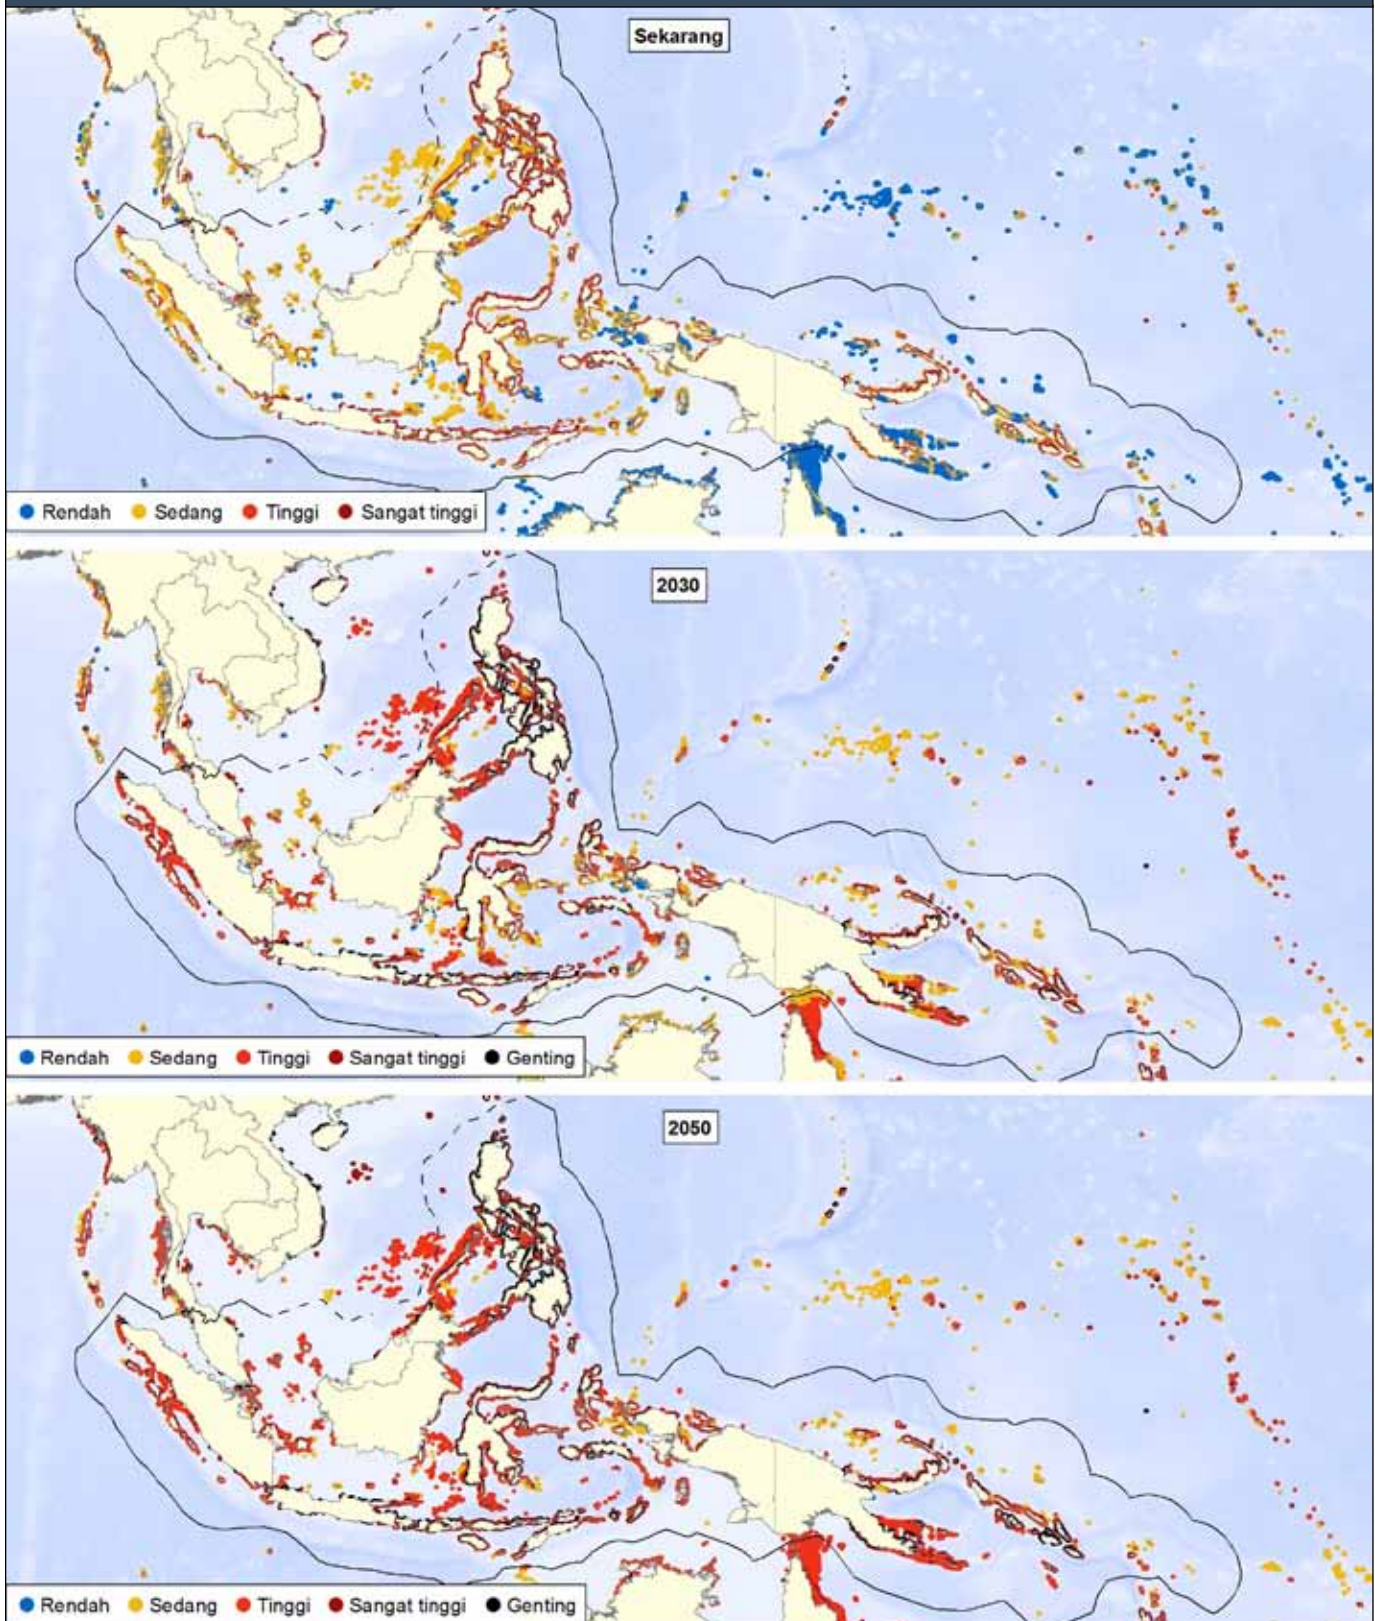 Sekarang
Rendah Sedang Tinggi Sangat tinggi
2030
Rendah Sedang Tinggi Sangat tinggi Genting
2050
Rendah Sedang Tinggi Sangat tinggi Genting